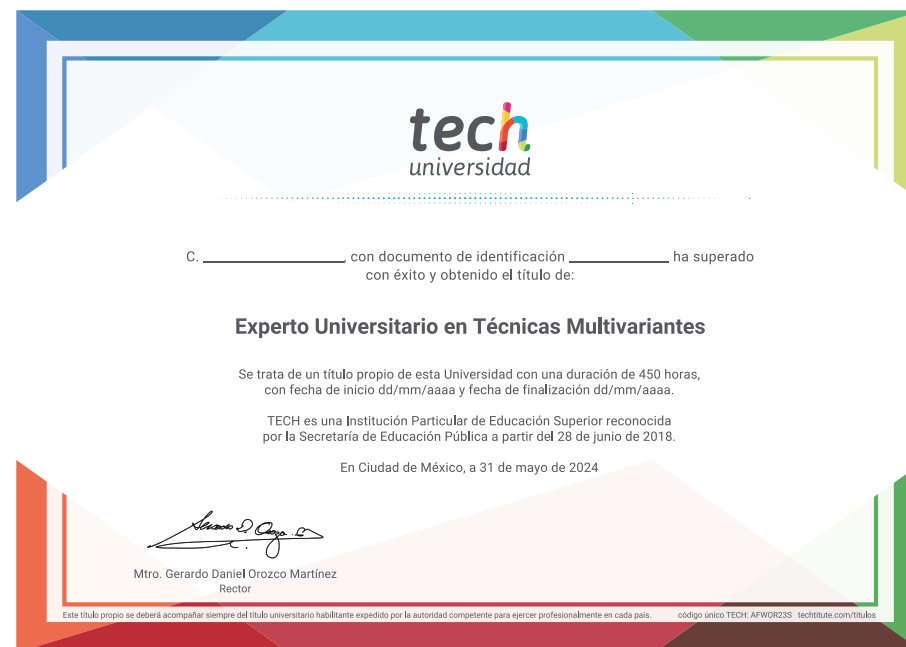 tech
universidad
C. ____________________, con documento de identificación ______________ ha superado
con éxito y obtenido el título de:
Experto Universitario en Técnicas Multivariantes
Se trata de un título propio de esta Universidad con una duración de 450 horas,
con fecha de inicio dd/mm/aaaa y fecha de finalización dd/mm/aaaa.
TECH es una Institución Particular de Educación Superior reconocida
por la Secretaría de Educación Pública a partir del 28 de junio de 2018.
En Ciudad de México, a 31 de mayo de 2024
Mtro. Gerardo Daniel Orozco Martínez
Rector
Este título propio se deberá acompañar siempre del título universitario habilitante expedido por la autoridad competente para ejercer profesionalmente en cada país. código único TECH: AFWOR23S techtitute.com/titulos